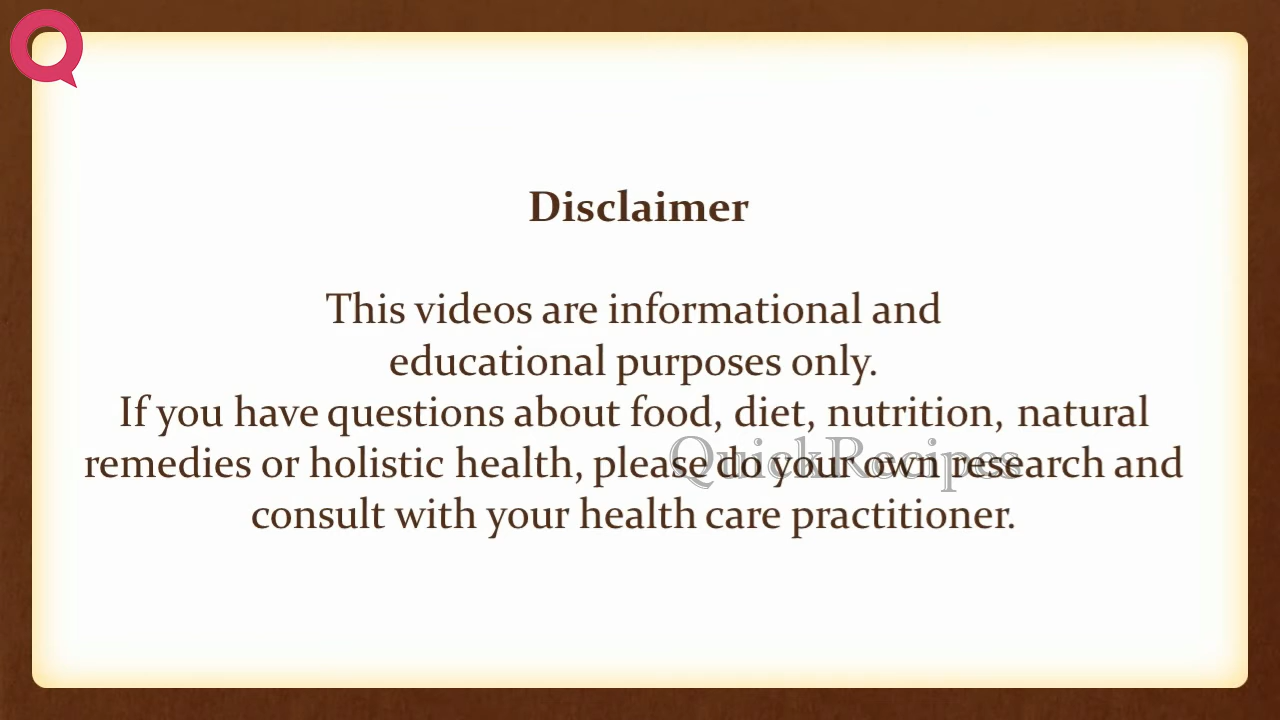 Disclaimer
This videos are informational and
educational purposes only.
If you have questions about food, diet, nutrition, natural
remedies or holistic health, please do your own research and
consult with your health care practitioner.
QuickRecipes